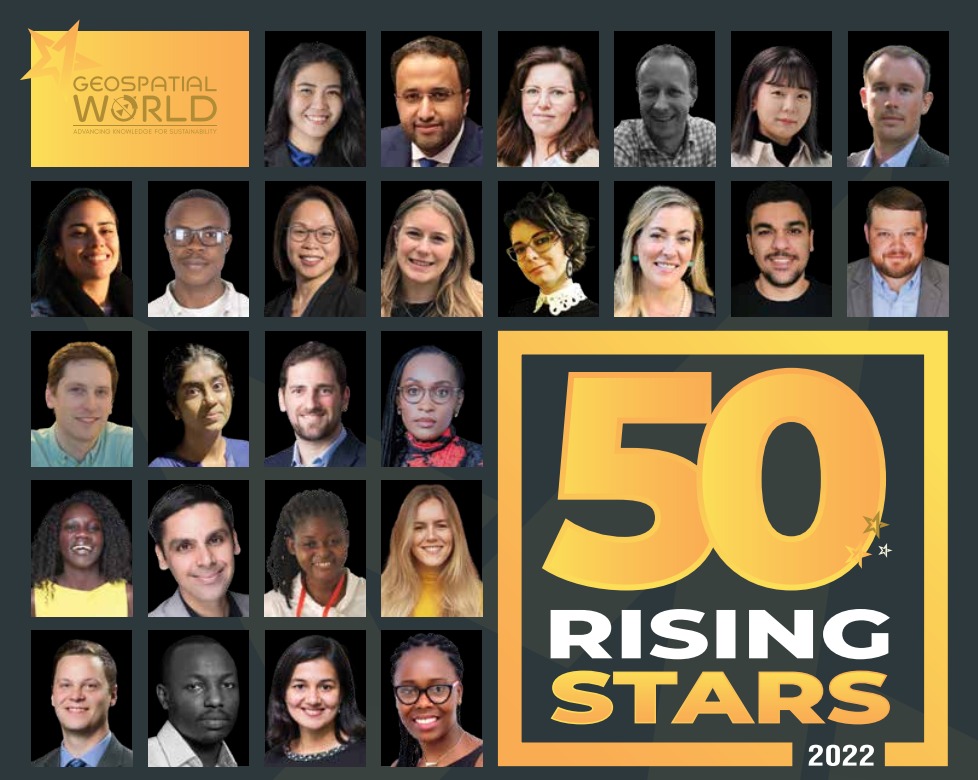 GEOSPATIAL
WORLD
ADVANCING KNOWLEDGE FOR SUSTAINABILITY
50
RISING
STARS
2022